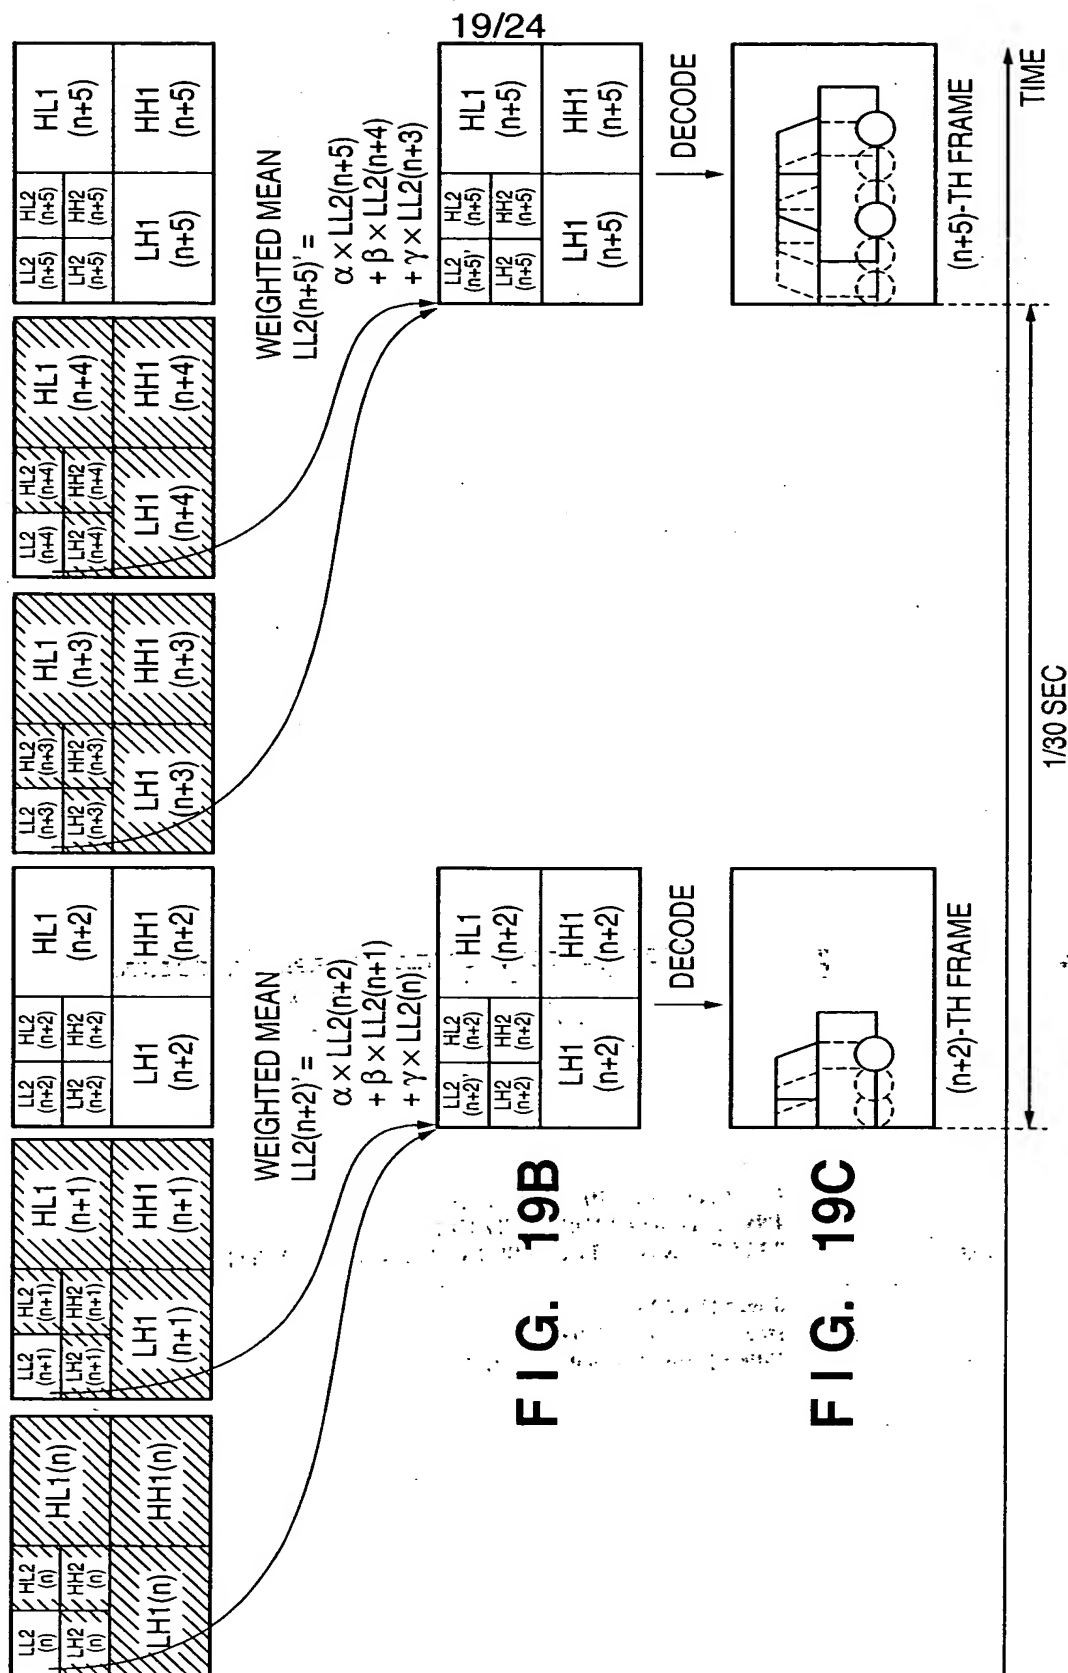 19/24
LL2
(n)
HL2
(n)
HL1(n)
LH2
(n)
HH2
(n)
LH1(n)
HH1(n)
LL2
(n+1)
HL2
(n+1)
HL1
(n+1)
LH2
(n+1)
HH2
(n+1)
LH1
(n+1)
HH1
(n+1)
LL2
(n+2)
HL2
(n+2)
HL1
(n+2)
LH2
(n+2)
HH2
(n+2)
LH1
(n+2)
HH1
(n+2)
LL2
(n+3)
HL2
(n+3)
HL1
(n+3)
LH2
(n+3)
HH2
(n+3)
LH1
(n+3)
HH1
(n+3)
LL2
(n+4)
HL2
(n+4)
HL1
(n+4)
LH2
(n+4)
HH2
(n+4)
LH1
(n+4)
HH1
(n+4)
LL2
(n+5)
HL2
(n+5)
HL1
(n+5)
LH2
(n+5)
HH2
(n+5)
LH1
(n+5)
HH1
(n+5)
WEIGHTED MEAN
LL2(n+2)' =
α × LL2(n+2)
+ β × LL2(n+1)
+ γ × LL2(n)
WEIGHTED MEAN
LL2(n+5)' =
α × LL2(n+5)
+ β × LL2(n+4)
+ γ × LL2(n+3)
FIG. 19B
LL2
(n+2)'
HL2
(n+2)
HL1
(n+2)
LH2
(n+2)
HH2
(n+2)
LH1
(n+2)
HH1
(n+2)
LL2
(n+5)'
HL2
(n+5)
HL1
(n+5)
LH2
(n+5)
HH2
(n+5)
LH1
(n+5)
HH1
(n+5)
DECODE
DECODE
FIG. 19C
(n+2)-TH FRAME
(n+5)-TH FRAME
TIME
1/30 SEC